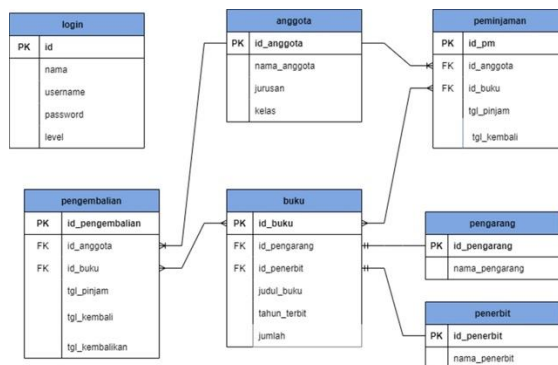 login
PK id
nama
username
password
level
anggota
PK id_anggota
nama_anggota
jurusan
kelas
peminjaman
PK id_pm
FK id_anggota
FK id_buku
tgl_pinjam
tgl_kembali
pengembalian
PK id_pengembalian
FK id_anggota
FK id_buku
tgl_pinjam
tgl_kembali
tgl_kembalikan
buku
PK id_buku
FK id_pengarang
FK id_penerbit
judul_buku
tahun_terbit
jumlah
pengarang
PK id_pengarang
nama_pengarang
penerbit
PK id_penerbit
nama_penerbit